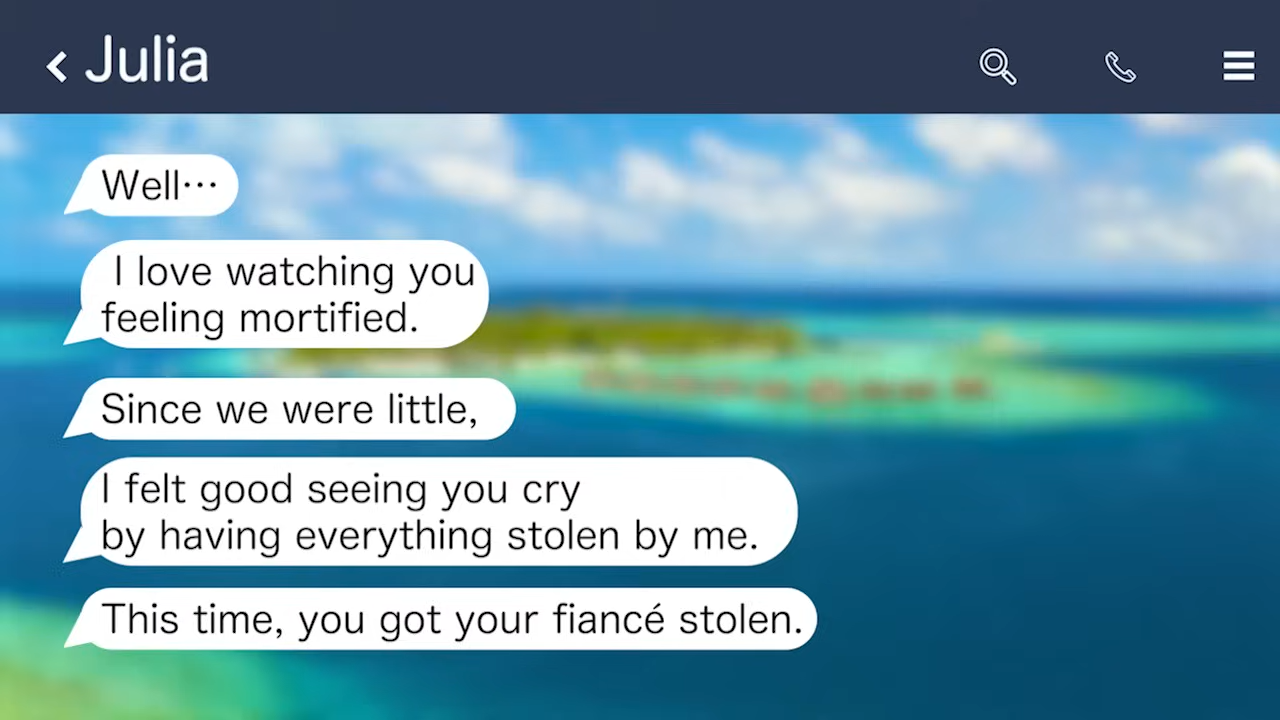 Julia
Well···
I love watching you
feeling mortified.
Since we were little,
I felt good seeing you cry
by having everything stolen by me.
This time, you got your fiancé stolen.